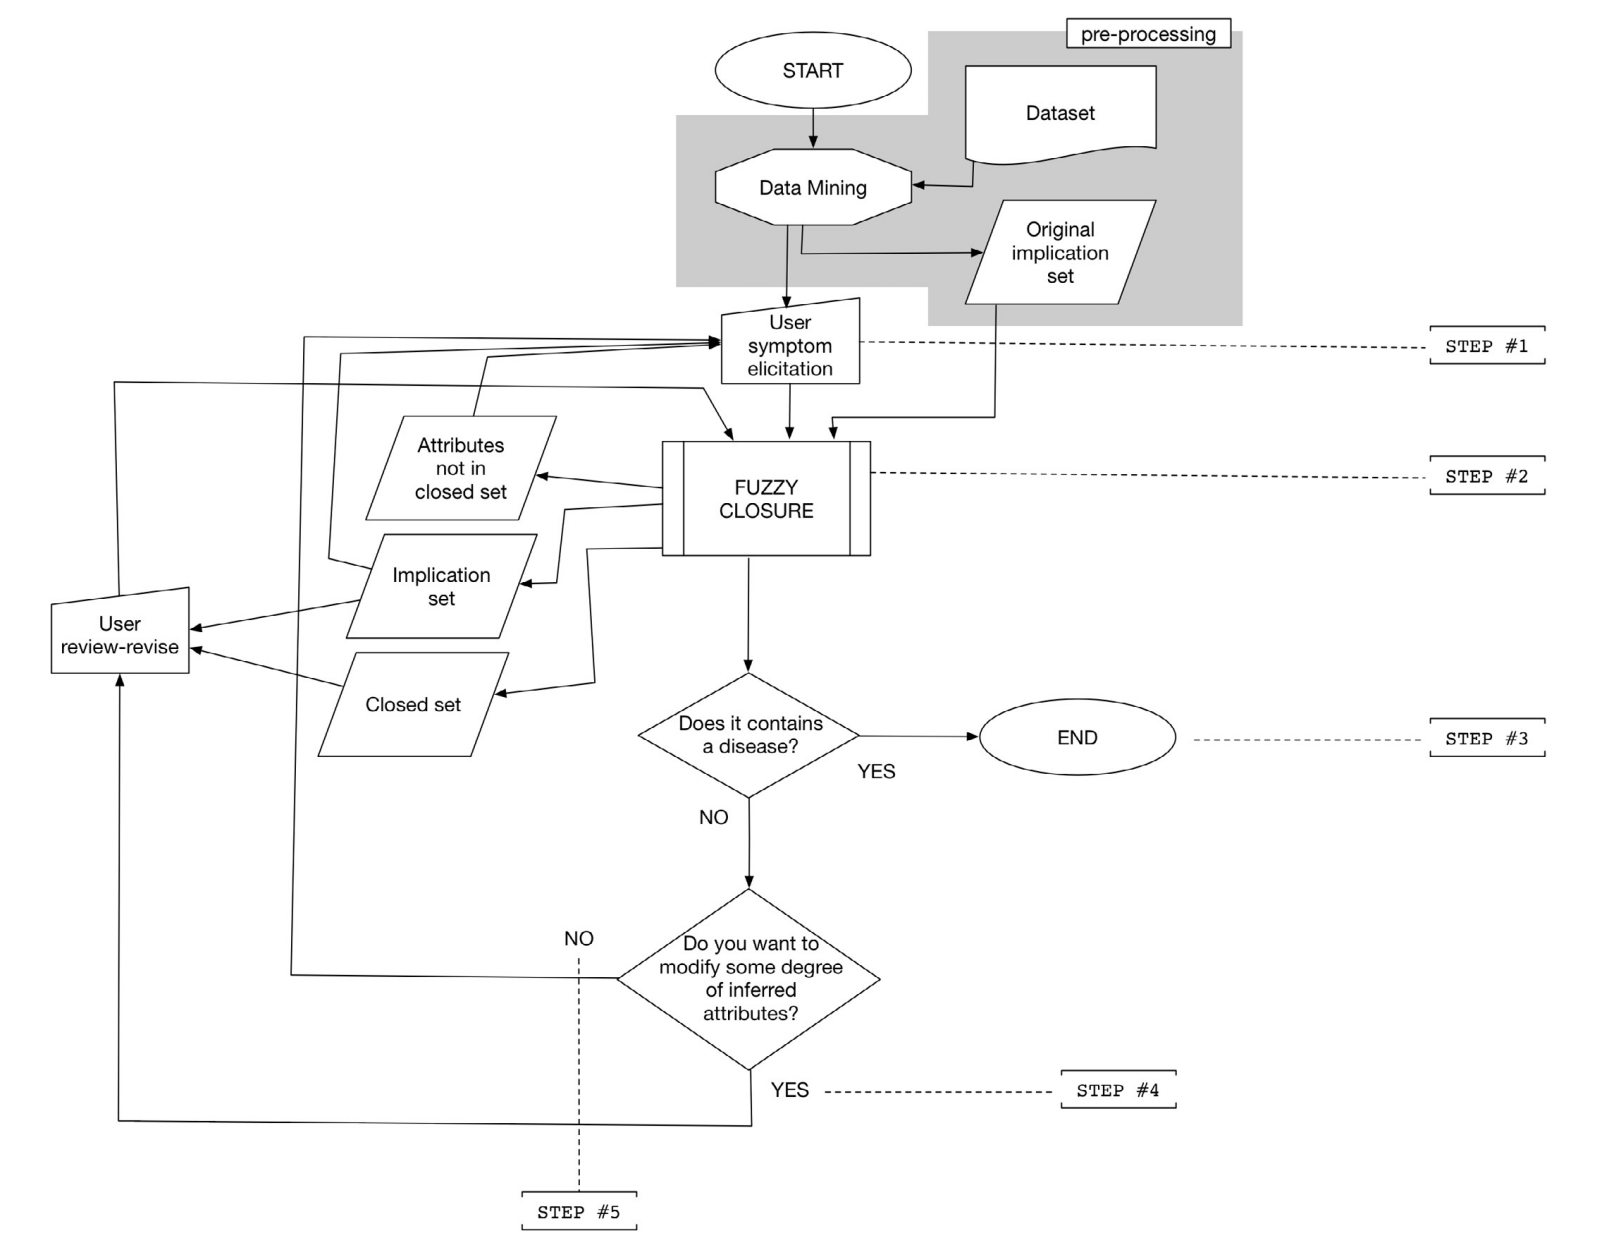 pre-processing
START
Dataset
Data Mining
Original
implication
set
User
symptom
elicitation
STEP #1
Attributes
not in
closed set
FUZZY
CLOSURE
STEP #2
Implication
set
User
review-revise
Closed set
Does it contains
a disease?
YES
END
STEP #3
NO
NO
Do you want to
modify some degree
of inferred
attributes?
YES
STEP #4
STEP #5